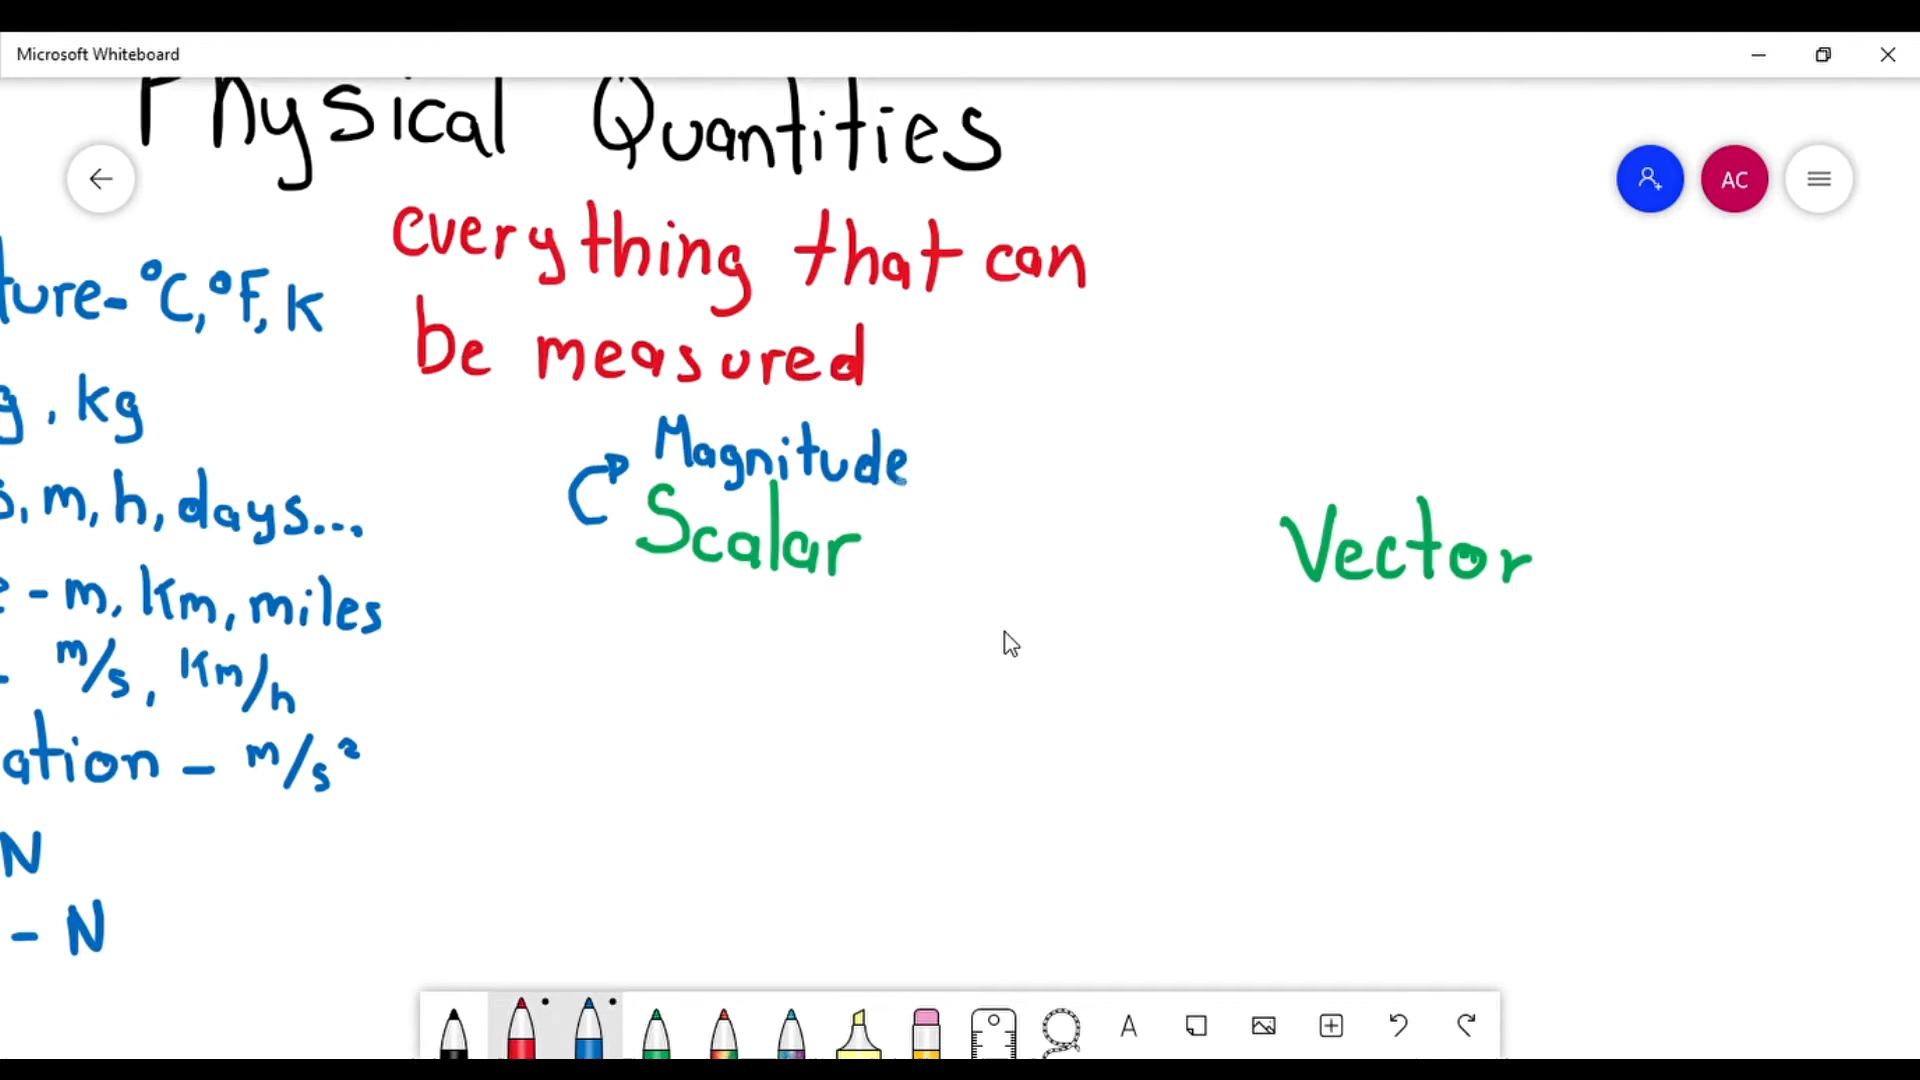 Microsoft Whiteboard
Physical Quantities
AC
everything that can
be measured
ture- °C, °F, K
g, kg
s, m, h, days...
e - m, km, miles
- m/s, Km/h
ation - m/s²
N
- N
Magnitude
Scalar
Vector
A